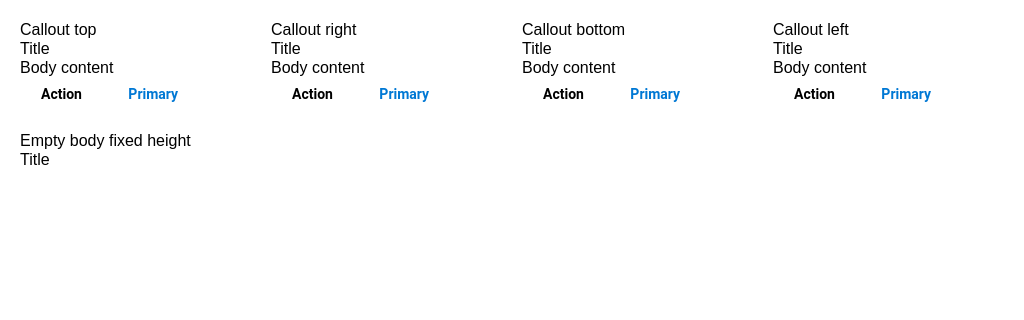 Callout top
Title
Body content
Action Primary
Callout right
Title
Body content
Action Primary
Callout bottom
Title
Body content
Action Primary
Callout left
Title
Body content
Action Primary
Empty body fixed height
Title